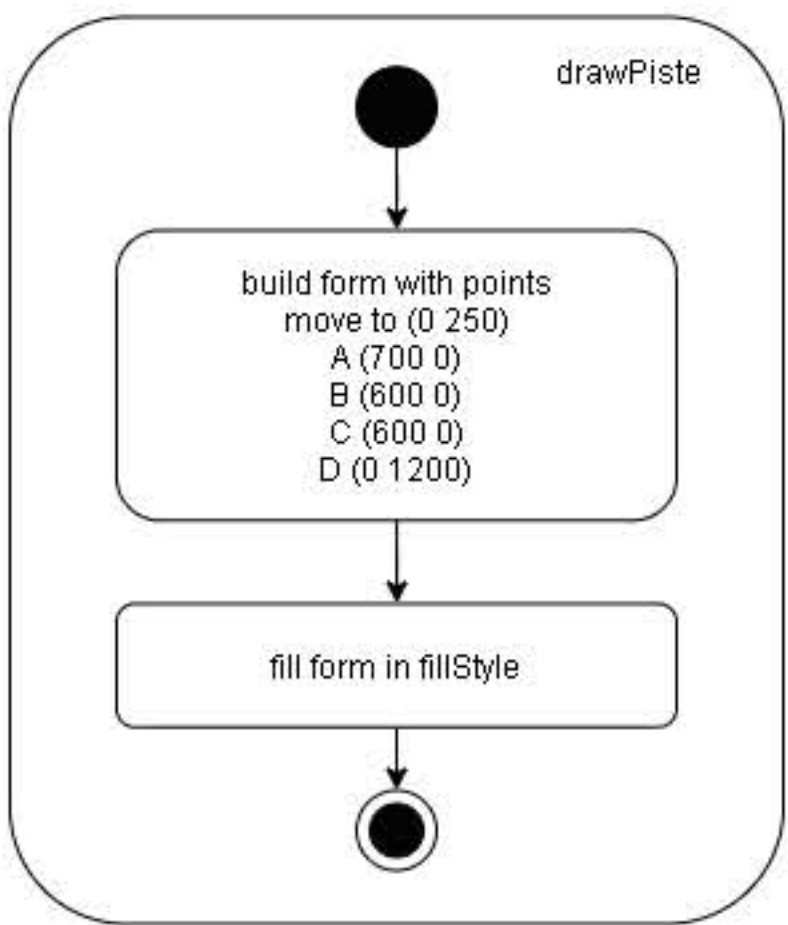 drawPiste
build form with points
move to (0 250)
A (700 0)
B (600 0)
C (600 0)
D (0 1200)
fill form in fillStyle